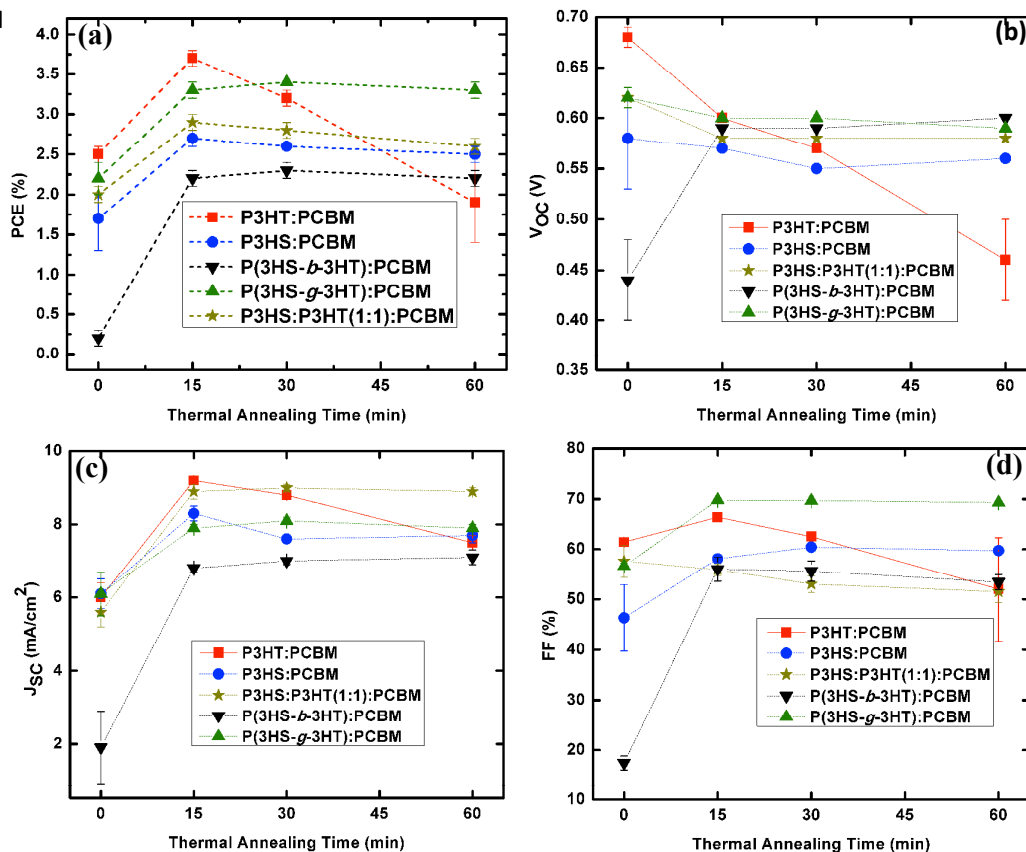 (a)
4.0
3.5
3.0
2.5
2.0
1.5
1.0
0.5
0.0
PCE (%)
P3HT:PCBM
P3HS:PCBM
P(3HS-b-3HT):PCBM
P(3HS-g-3HT):PCBM
P3HS:P3HT(1:1):PCBM
0 15 30 45 60
Thermal Annealing Time (min)
(b)
0.70
0.65
0.60
0.55
0.50
0.45
0.40
0.35
VOC (V)
P3HT:PCBM
P3HS:PCBM
P3HS:P3HT(1:1):PCBM
P(3HS-b-3HT):PCBM
P(3HS-g-3HT):PCBM
0 15 30 45 60
Thermal Annealing Time (min)
(c)
10
8
6
4
2
JSC (mA/cm2)
P3HT:PCBM
P3HS:PCBM
P3HS:P3HT(1:1):PCBM
P(3HS-b-3HT):PCBM
P(3HS-g-3HT):PCBM
0 15 30 45 60
Thermal Annealing Time (min)
(d)
80
70
60
50
40
30
20
10
FF (%)
P3HT:PCBM
P3HS:PCBM
P3HS:P3HT(1:1):PCBM
P(3HS-b-3HT):PCBM
P(3HS-g-3HT):PCBM
0 15 30 45 60
Thermal Annealing Time (min)